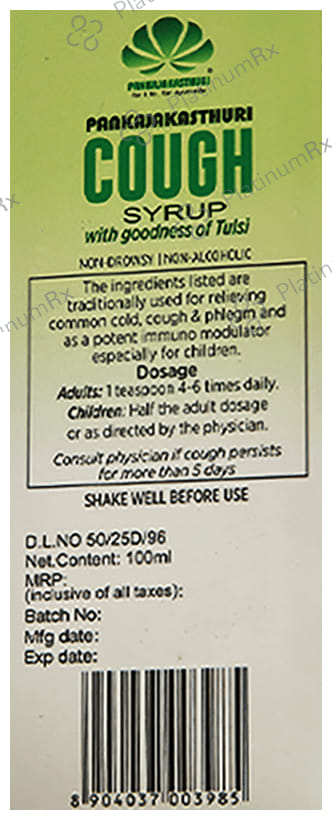 PANKAJAKASTHURI
PANKAJAKASTHURI
COUGH
SYRUP
with goodness of Tulsi
NON-DROWSY | NON-ALCOHOLIC
The ingredients listed are
traditionally used for relieving
common cold, cough & phlegm and
as a potent immuno modulator
especially for children.
Dosage
Adults: 1 teaspoon 4-6 times daily.
Children: Half the adult dosage
or as directed by the physician.
Consult physician if cough persists
for more than 5 days
SHAKE WELL BEFORE USE
D.L.NO 50/25D/96
Net.Content: 100ml
MRP:
(inclusive of all taxes):
Batch No:
Mfg date:
Exp date:
8 904037 003985
PlatinumRx
PlatinumRx
PlatinumRx
PlatinumRx